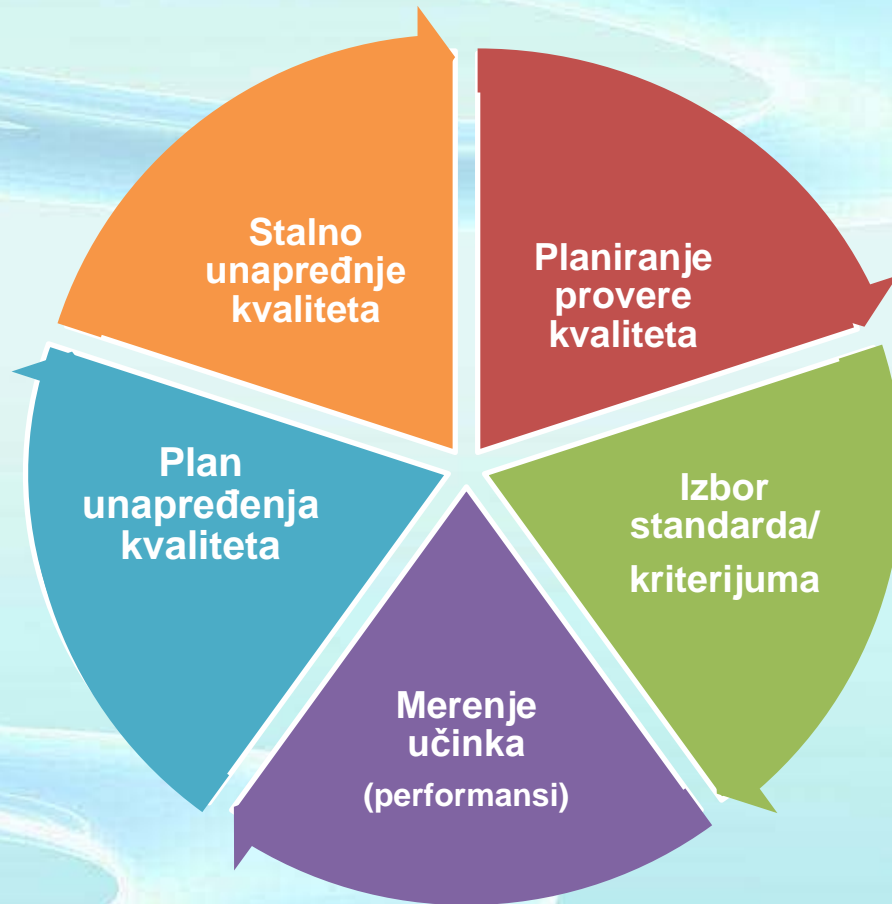 Planiranje
provere
kvaliteta
Izbor
standarda/
kriterijuma
Merenje
učinka
(performansi)
Plan
unapređenja
kvaliteta
Stalno
unapređnje
kvaliteta